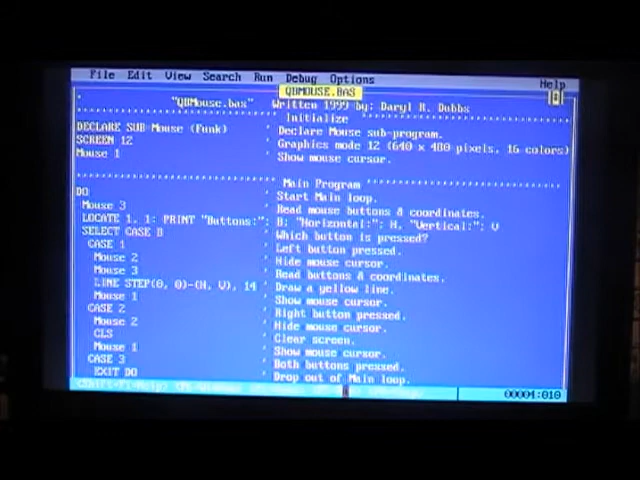 File Edit View Search Run Debug Options Help
QBMOUSE.BAS
' "QBMouse.bas" Written 1999 by: Daryl R. Dubbs
Initialize
DECLARE SUB Mouse (Funk) ' Declare Mouse sub-program.
SCREEN 12 ' Graphics mode 12 (640 x 480 pixels, 16 colors)
Mouse 1 ' Show mouse cursor.
Main Program
DO ' Start Main loop.
Mouse 3 ' Read mouse buttons & coordinates.
LOCATE 1, 1: PRINT "Buttons:"; B; "Horizontal:"; H, "Vertical:"; V
SELECT CASE B ' Which button is pressed?
CASE 1 ' Left button pressed.
Mouse 2 ' Hide mouse cursor.
Mouse 3 ' Read buttons & coordinates.
LINE STEP(0, 0)-(H, V), 14 ' Draw a yellow line.
Mouse 1 ' Show mouse cursor.
CASE 2 ' Right button pressed.
Mouse 2 ' Hide mouse cursor.
CLS ' Clear screen.
Mouse 1 ' Show mouse cursor.
CASE 3 ' Both buttons pressed.
EXIT DO ' Drop out of Main loop.
<Shift+F1=Help> 00004:010